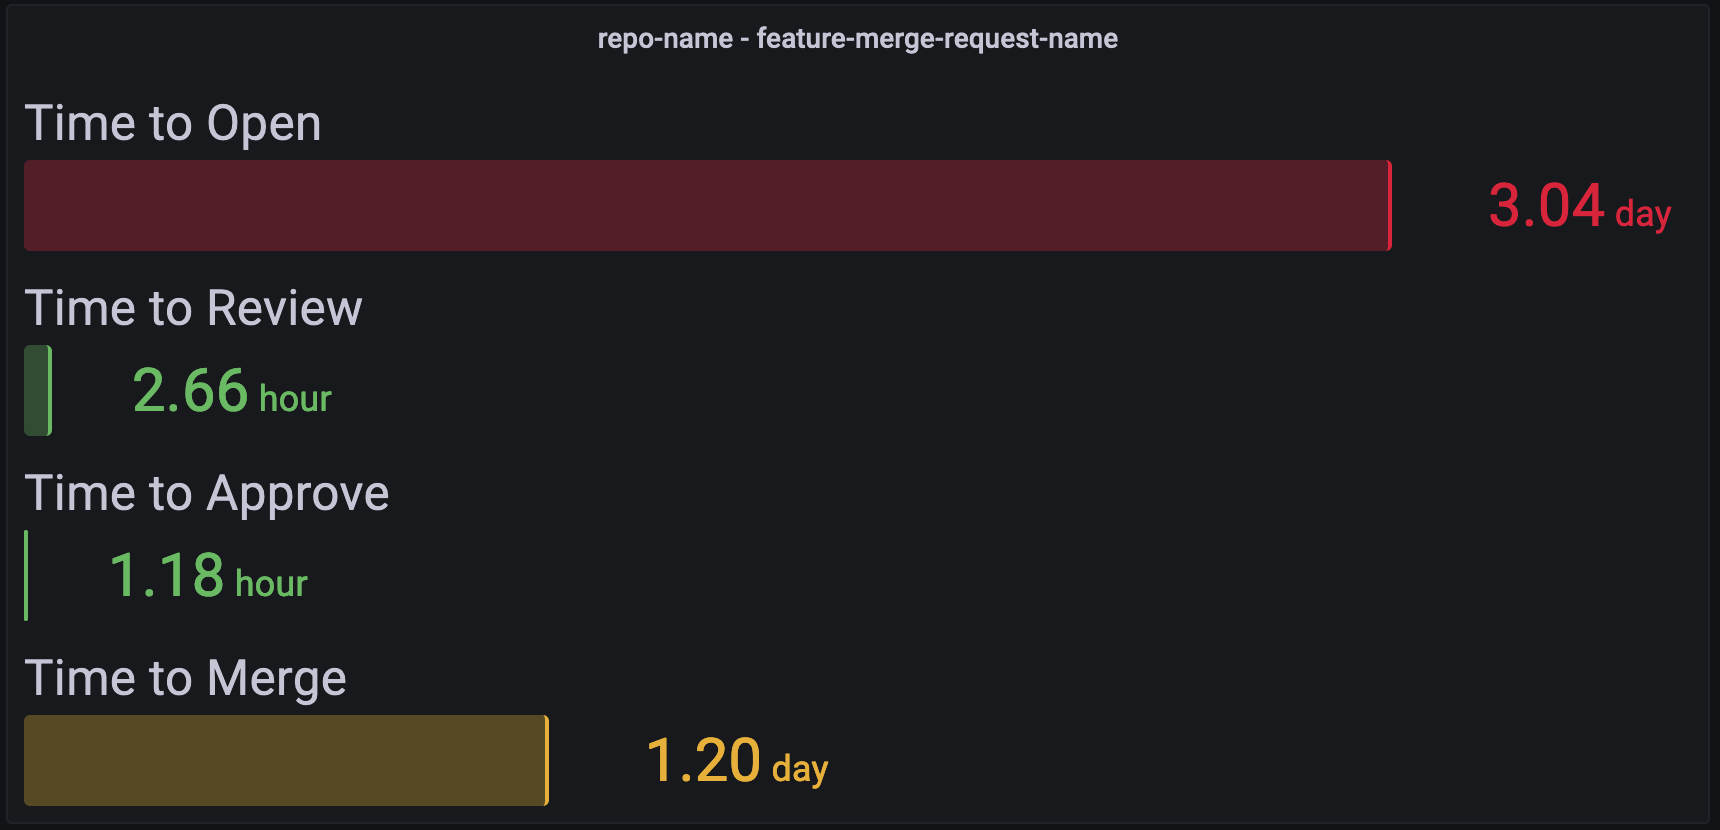 repo-name - feature-merge-request-name
Time to Open
3.04 day
Time to Review
2.66 hour
Time to Approve
1.18 hour
Time to Merge
1.20 day